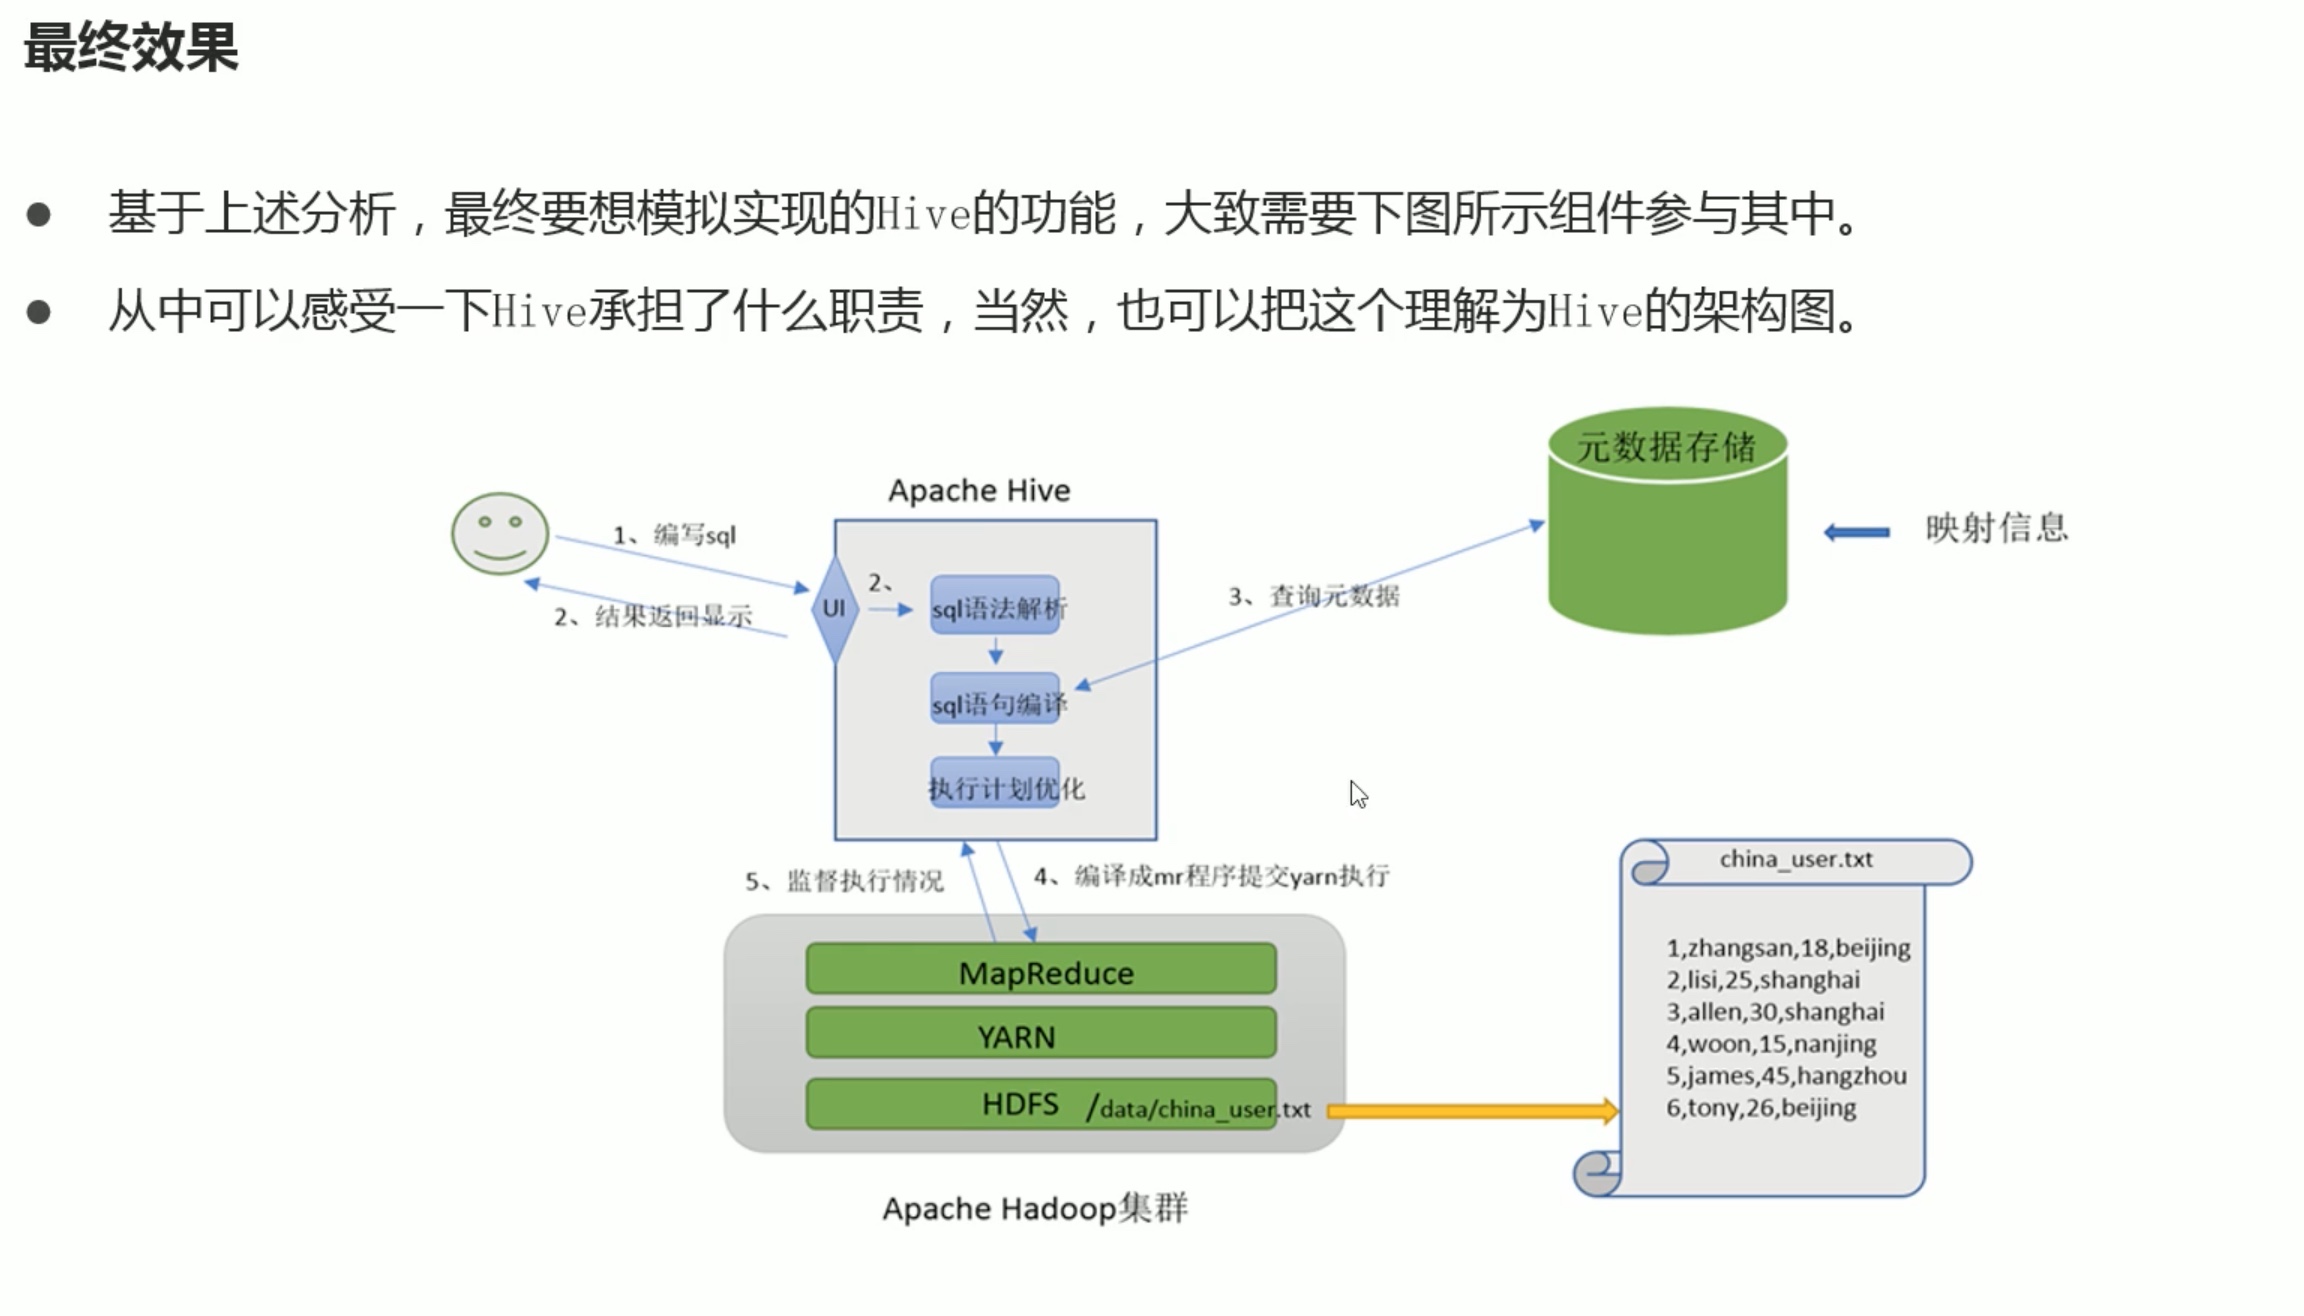 最终效果
● 基于上述分析，最终要想模拟实现的Hive的功能，大致需要下图所示组件参与其中。
● 从中可以感受一下Hive承担了什么职责，当然，也可以把这个理解为Hive的架构图。
元数据存储
映射信息
Apache Hive
1、编写sql
2、结果返回显示
UI
2、
sql语法解析
3、查询元数据
sql语句编译
执行计划优化
5、监督执行情况
4、编译成mr程序提交yarn执行
MapReduce
YARN
HDFS /data/china_user.txt
Apache Hadoop集群
china_user.txt
1,zhangsan,18,beijing
2,lisi,25,shanghai
3,allen,30,shanghai
4,woon,15,nanjing
5,james,45,hangzhou
6,tony,26,beijing